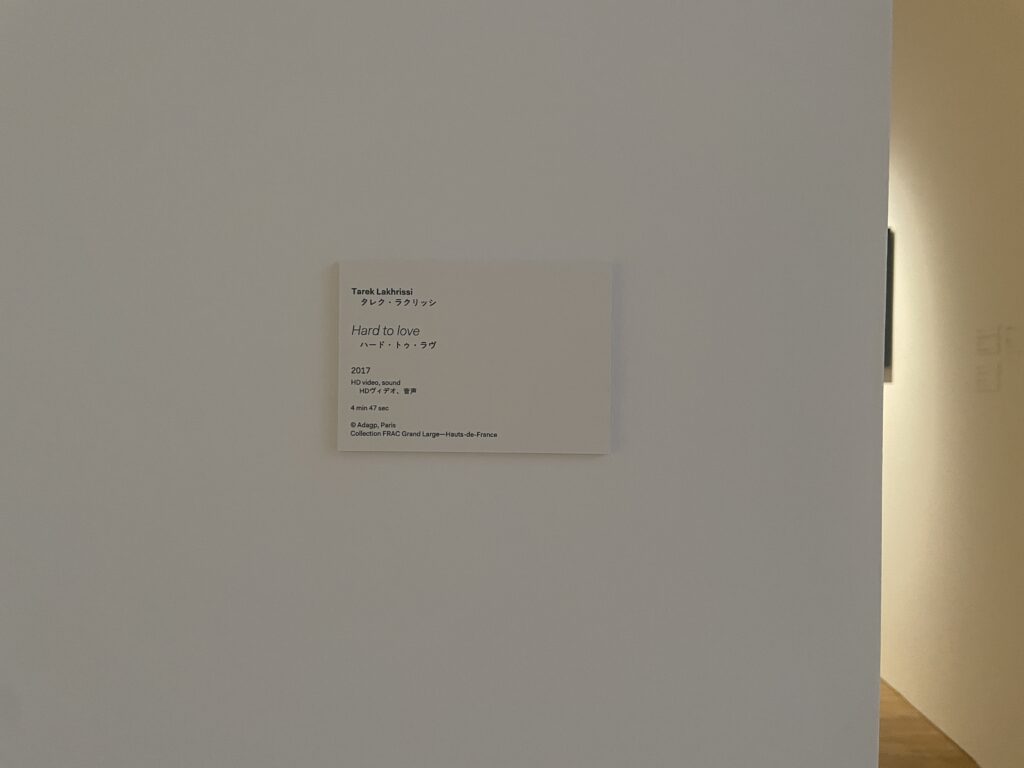 Tarek Lakhrissi
タレク・ラクリッシ
Hard to love
ハード・トゥ・ラヴ
2017
HD video, sound
HDヴィデオ、音声
4 min 47 sec
© Adagp, Paris
Collection FRAC Grand Large—Hauts-de-France